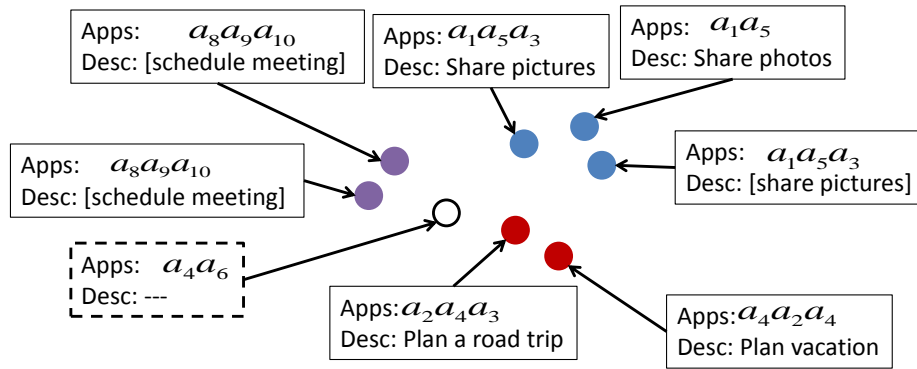 Apps: a₈a₉a₁₀
Desc: [schedule meeting]
Apps: a₁a₅a₃
Desc: Share pictures
Apps: a₁a₅
Desc: Share photos
Apps: a₈a₉a₁₀
Desc: [schedule meeting]
Apps: a₁a₅a₃
Desc: [share pictures]
Apps: a₄a₆
Desc: ---
Apps: a₂a₄a₃
Desc: Plan a road trip
Apps: a₄a₂a₄
Desc: Plan vacation